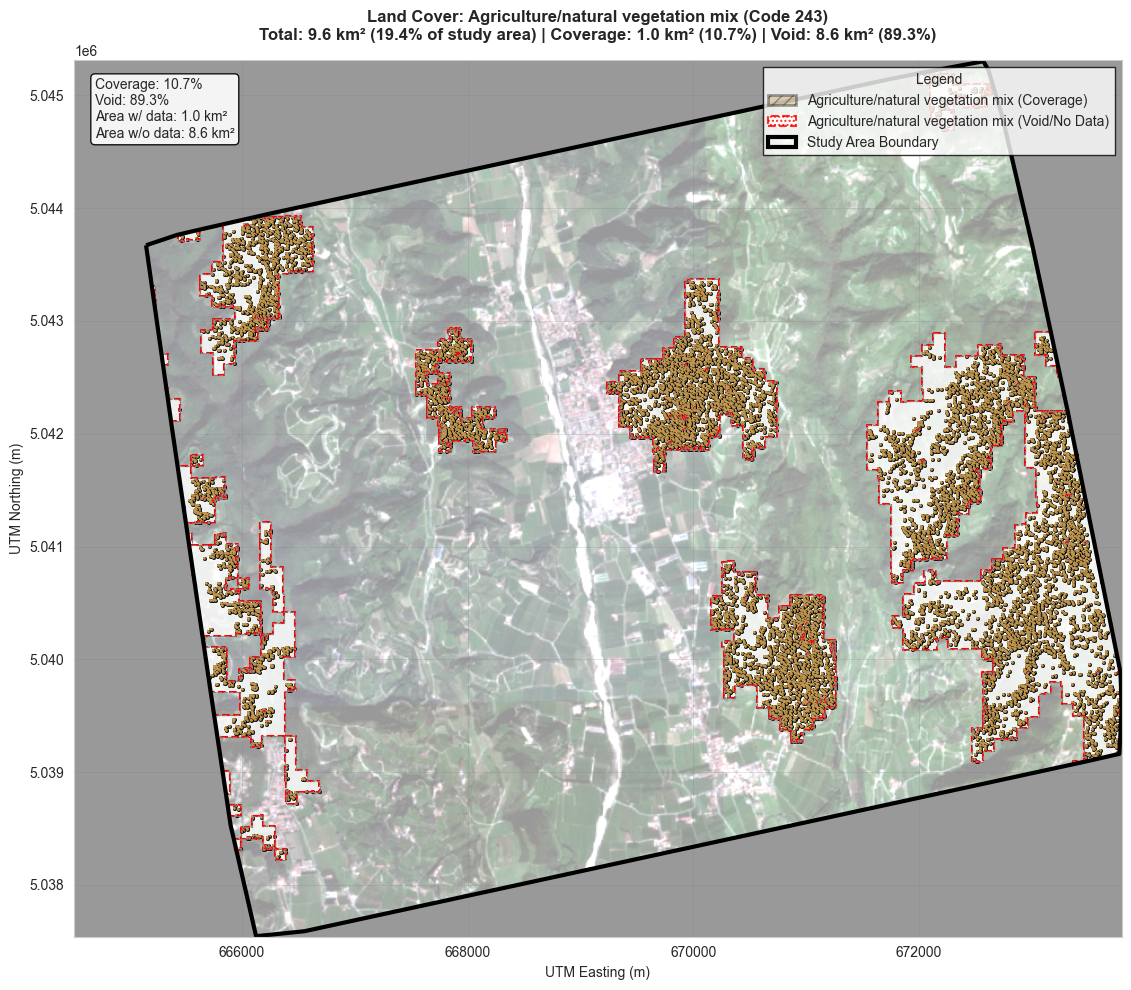 Land Cover: Agriculture/natural vegetation mix (Code 243)
Total: 9.6 km² (19.4% of study area) | Coverage: 1.0 km² (10.7%) | Void: 8.6 km² (89.3%)
1e6
Coverage: 10.7%
Void: 89.3%
Area w/ data: 1.0 km²
Area w/o data: 8.6 km²
Legend
Agriculture/natural vegetation mix (Coverage)
Agriculture/natural vegetation mix (Void/No Data)
Study Area Boundary
5.045
5.044
5.043
5.042
5.041
5.040
5.039
5.038
UTM Northing (m)
666000
668000
670000
672000
UTM Easting (m)